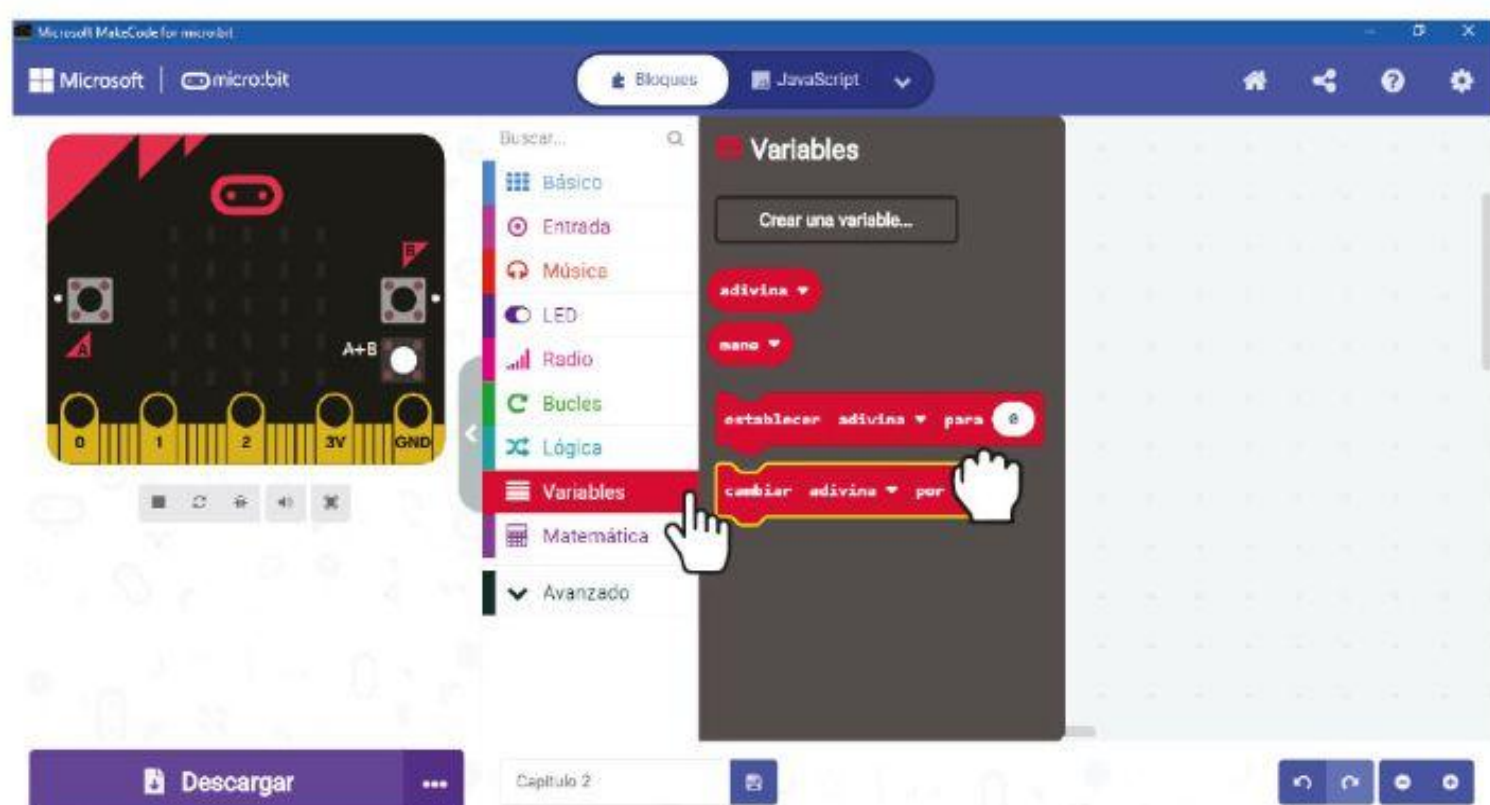 Microsoft MakeCode for micro:bit
Microsoft | micro:bit
Bloques
JavaScript
Buscar...
Básico
Entrada
Música
LED
Radio
Bucles
Lógica
Variables
Matemática
Avanzado
Variables
Crear una variable...
adivina
mano
establecer adivina para 0
cambiar adivina por
B
A
A+B
0 1 2 3V GND
Descargar
Capítulo 2